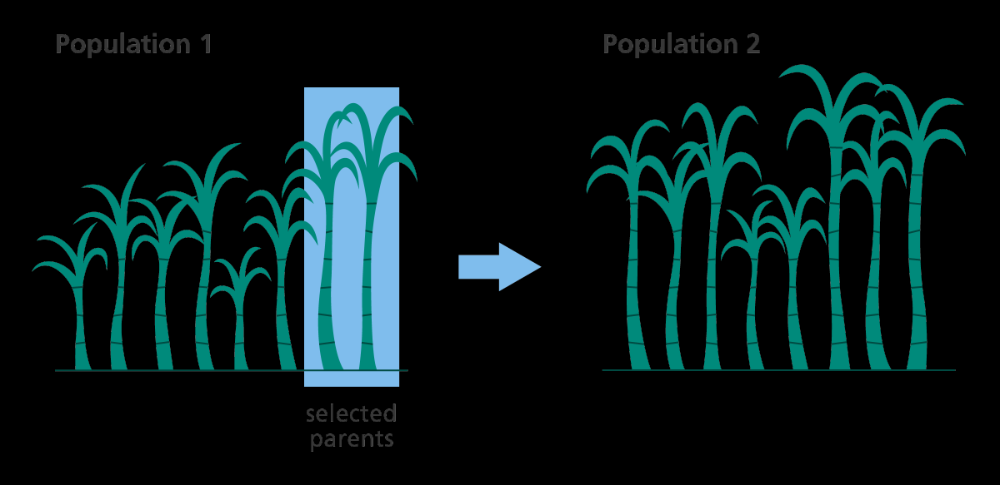 Population 1
Population 2
selected
parents